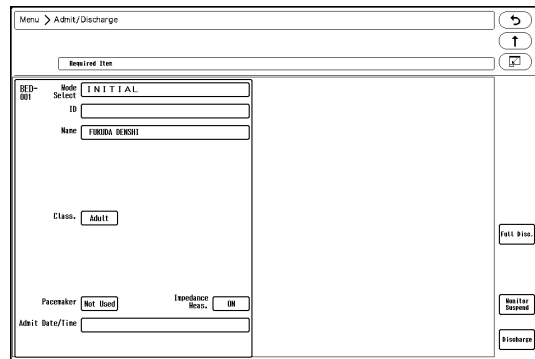 Menu > Admit/Discharge
Required Item
BED-001
Mode Select
INITIAL
ID
Name
FUKUDA DENSHI
Class.
Adult
Full Disc.
Pacemaker
Not Used
Impedance Meas.
ON
Monitor Suspend
Admit Date/Time
Discharge